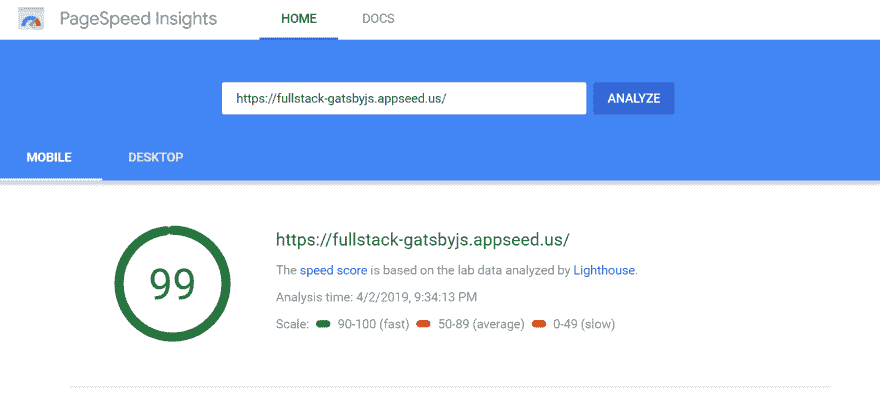 PageSpeed Insights HOME DOCS
https://fullstack-gatsbyjs.appseed.us/ ANALYZE
MOBILE DESKTOP
99
https://fullstack-gatsbyjs.appseed.us/
The speed score is based on the lab data analyzed by Lighthouse.
Analysis time: 4/2/2019, 9:34:13 PM
Scale: 90-100 (fast) 50-89 (average) 0-49 (slow)